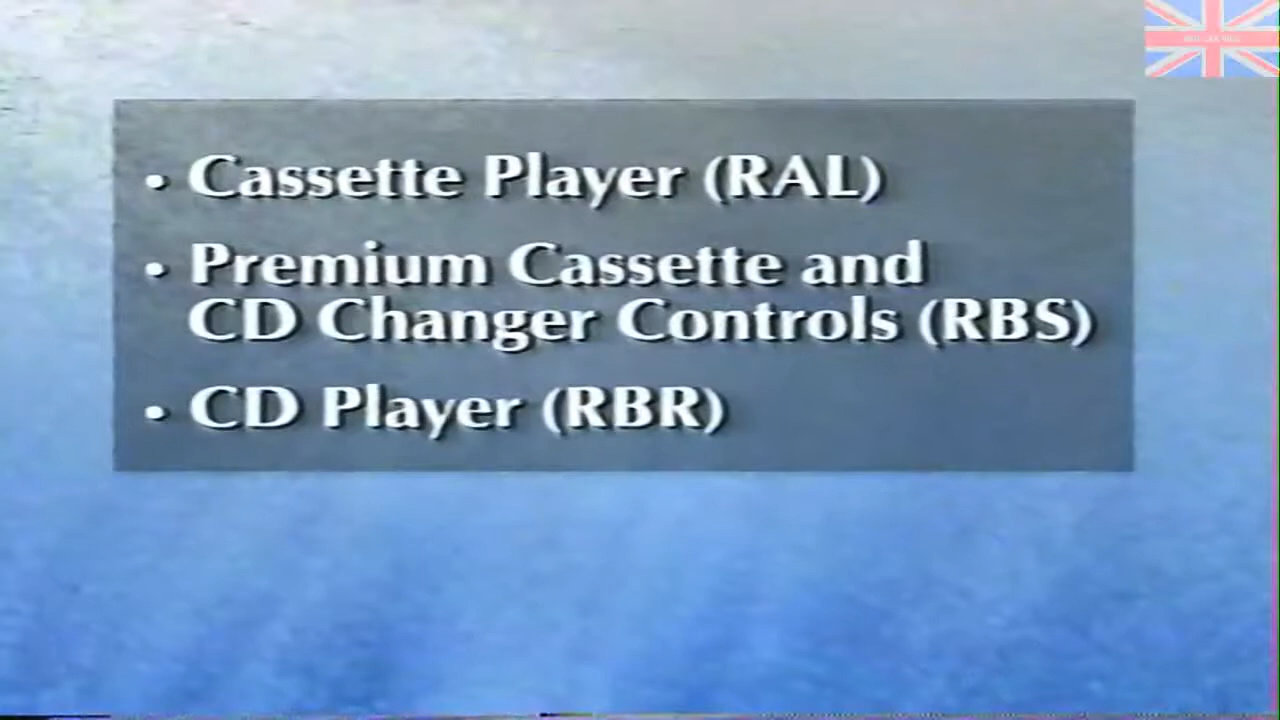 • Cassette Player (RAL)
• Premium Cassette and
CD Changer Controls (RBS)
• CD Player (RBR)